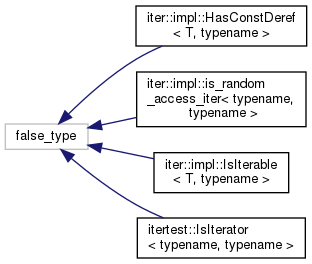 iter::impl::HasConstDeref
< T, typename >
iter::impl::is_random
_access_iter< typename,
typename >
false_type
iter::impl::IsIterable
< T, typename >
itertest::IsIterator
< typename, typename >